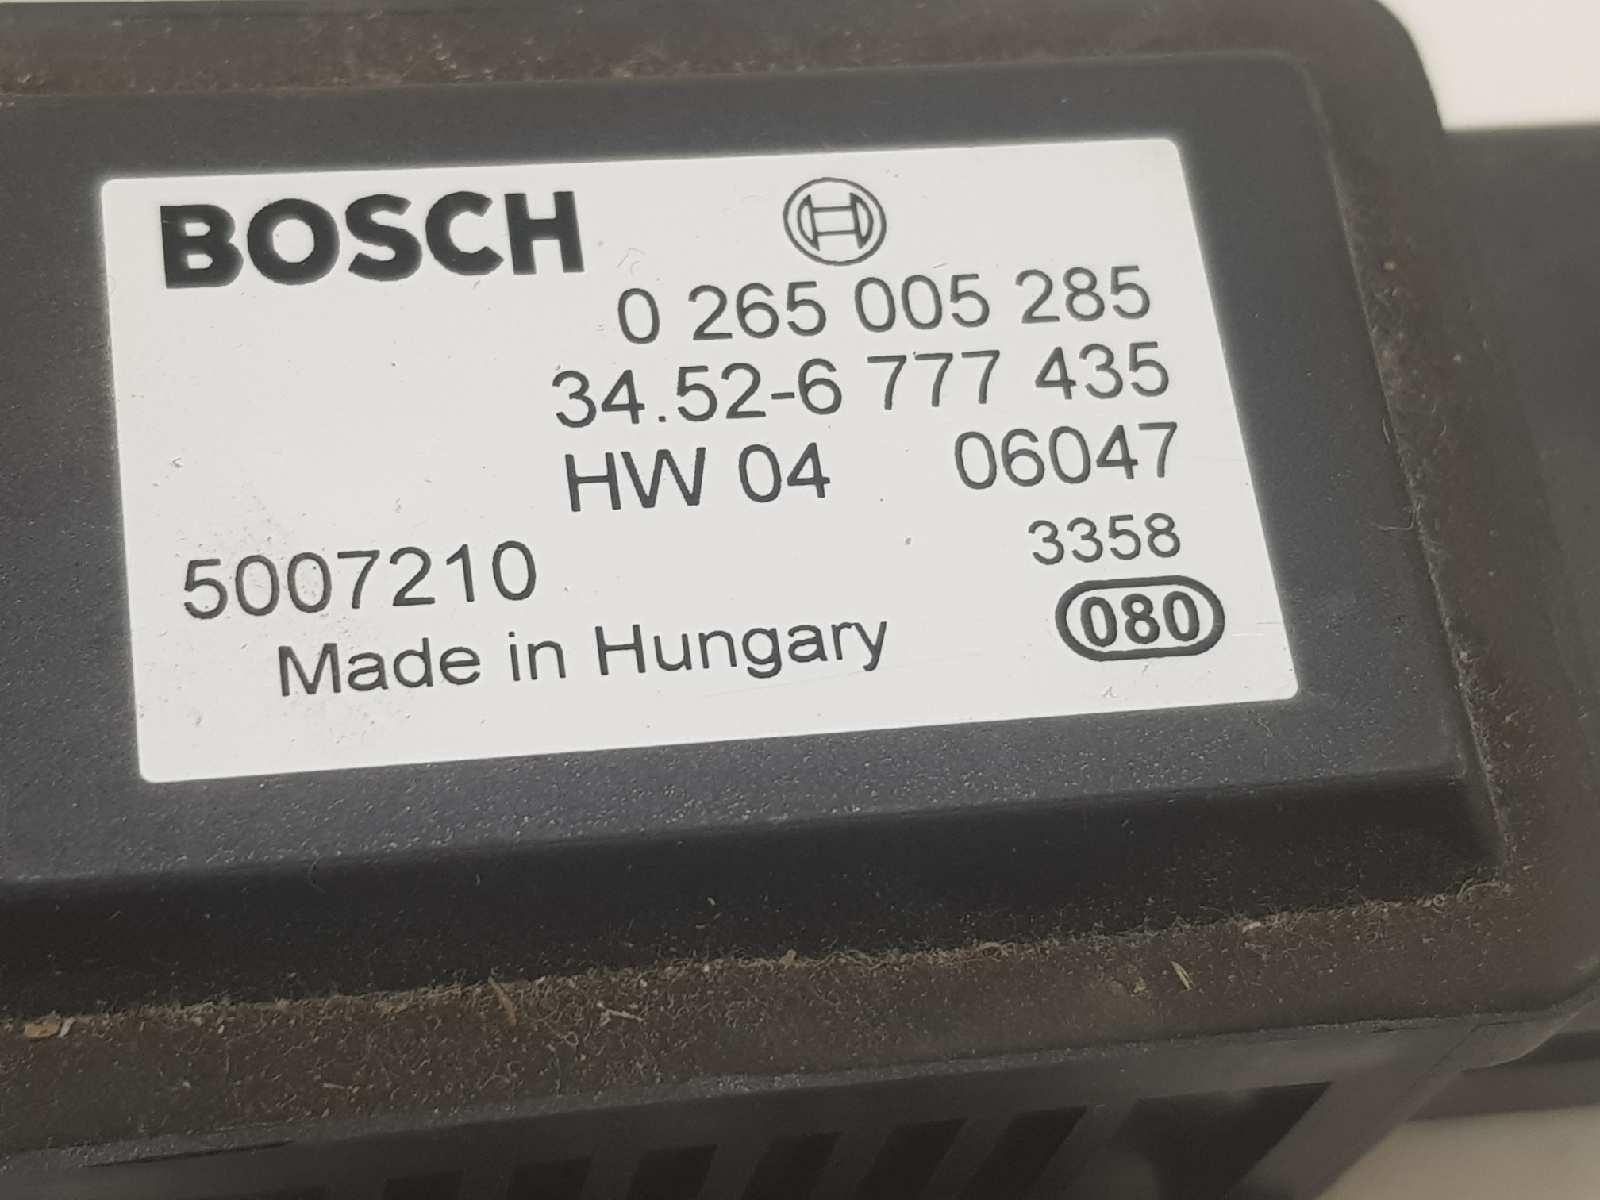 BOSCH
0 265 005 285
34.52-6 777 435
HW 04 06047
5007210 3358
Made in Hungary 080